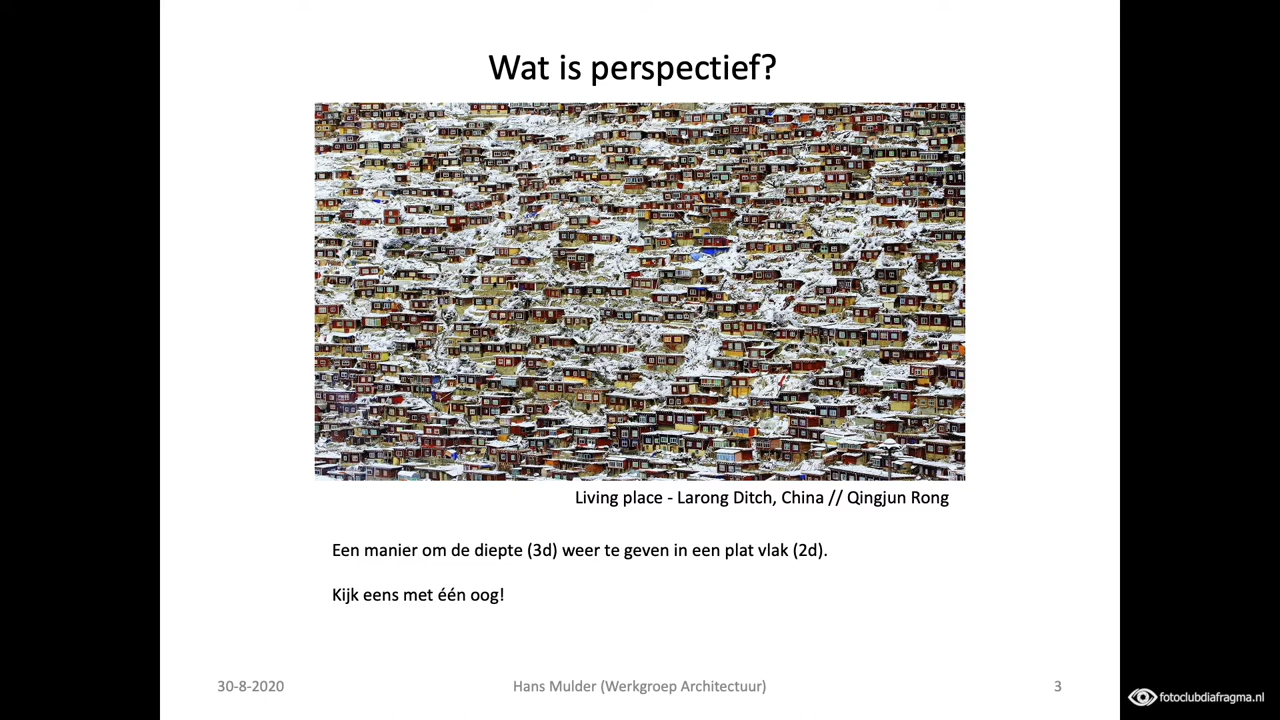 Wat is perspectief?
Living place - Larong Ditch, China // Qingjun Rong
Een manier om de diepte (3d) weer te geven in een plat vlak (2d).
Kijk eens met één oog!
30-8-2020
Hans Mulder (Werkgroep Architectuur)
3
fotoclubdiafragma.nl